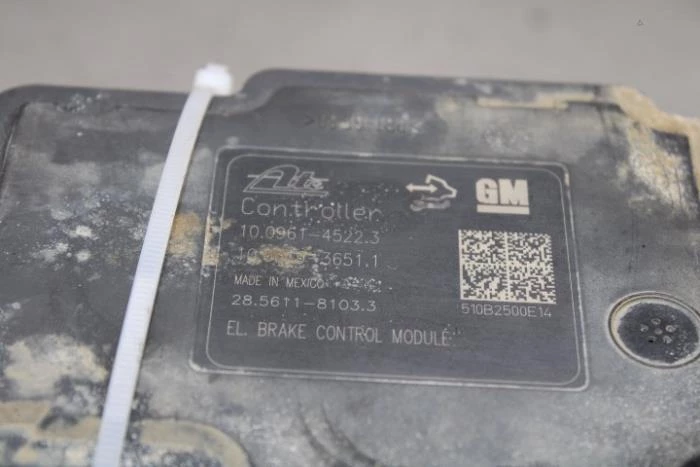 Ate
GM
Controller
10.0961-4522.3
MADE IN MEXICO
28.5611-8103.3
510B2500E14
EL. BRAKE CONTROL MODULE